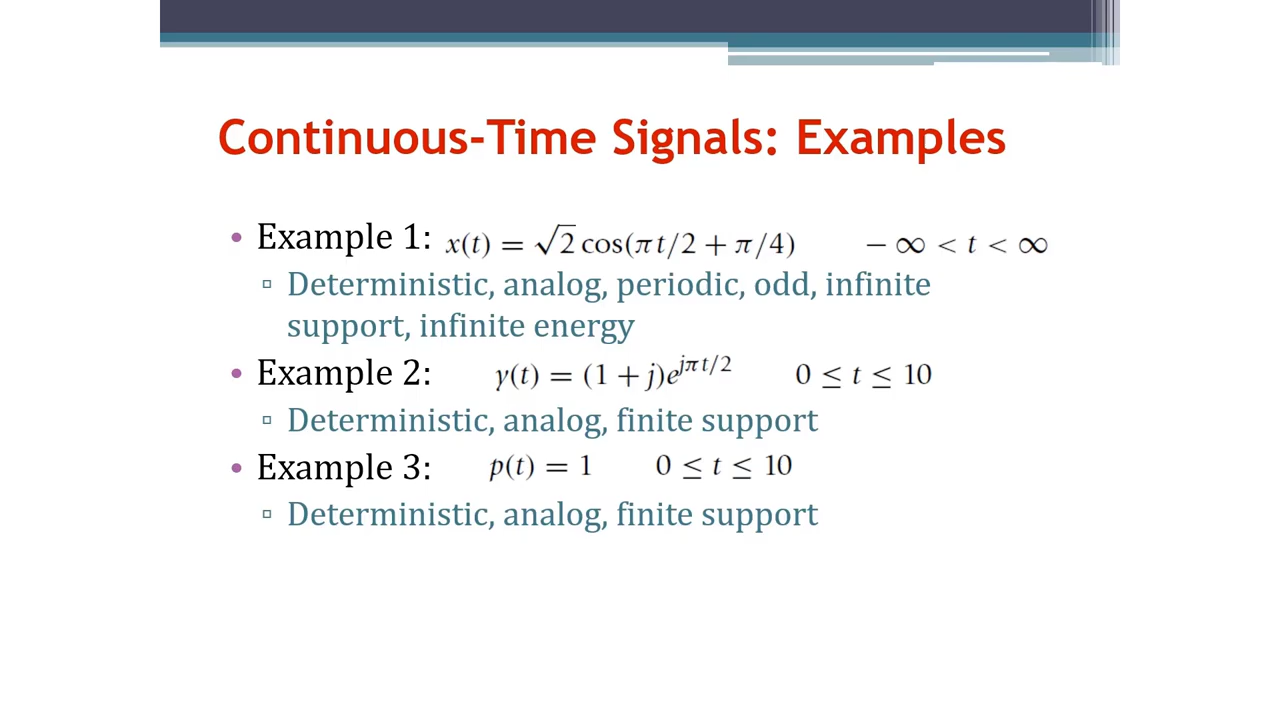 Continuous-Time Signals: Examples
• Example 1: x(t) = √2 cos(πt/2 + π/4) − ∞ < t < ∞
▫ Deterministic, analog, periodic, odd, infinite
support, infinite energy
• Example 2: y(t) = (1 + j)e^{jπt/2} 0 ≤ t ≤ 10
▫ Deterministic, analog, finite support
• Example 3: p(t) = 1 0 ≤ t ≤ 10
▫ Deterministic, analog, finite support